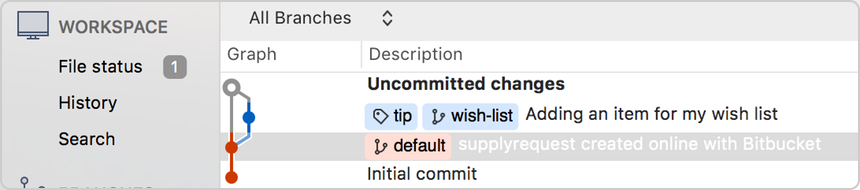 WORKSPACE
File status 1
History
Search
All Branches
Graph Description
Uncommitted changes
tip wish-list Adding an item for my wish list
default supplyrequest created online with Bitbucket
Initial commit